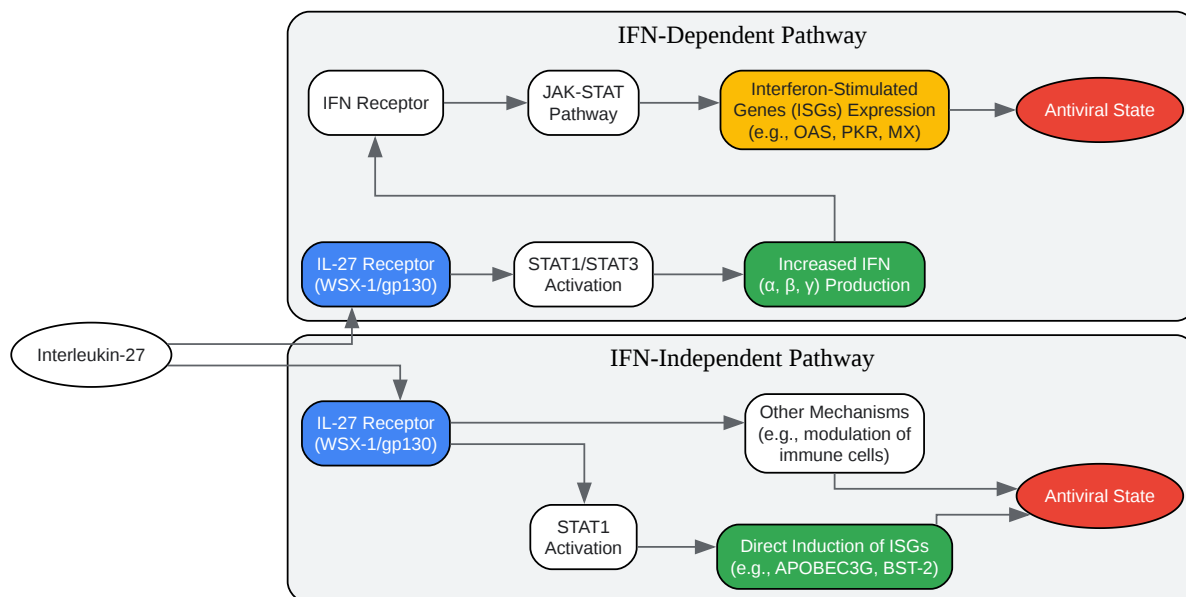 IFN-Dependent Pathway
IFN Receptor
JAK-STAT
Pathway
Interferon-Stimulated
Genes (ISGs) Expression
(e.g., OAS, PKR, MX)
Antiviral State
IL-27 Receptor
(WSX-1/gp130)
STAT1/STAT3
Activation
Increased IFN
(α, β, γ) Production
Interleukin-27
IFN-Independent Pathway
IL-27 Receptor
(WSX-1/gp130)
Other Mechanisms
(e.g., modulation of
immune cells)
Antiviral State
STAT1
Activation
Direct Induction of ISGs
(e.g., APOBEC3G, BST-2)